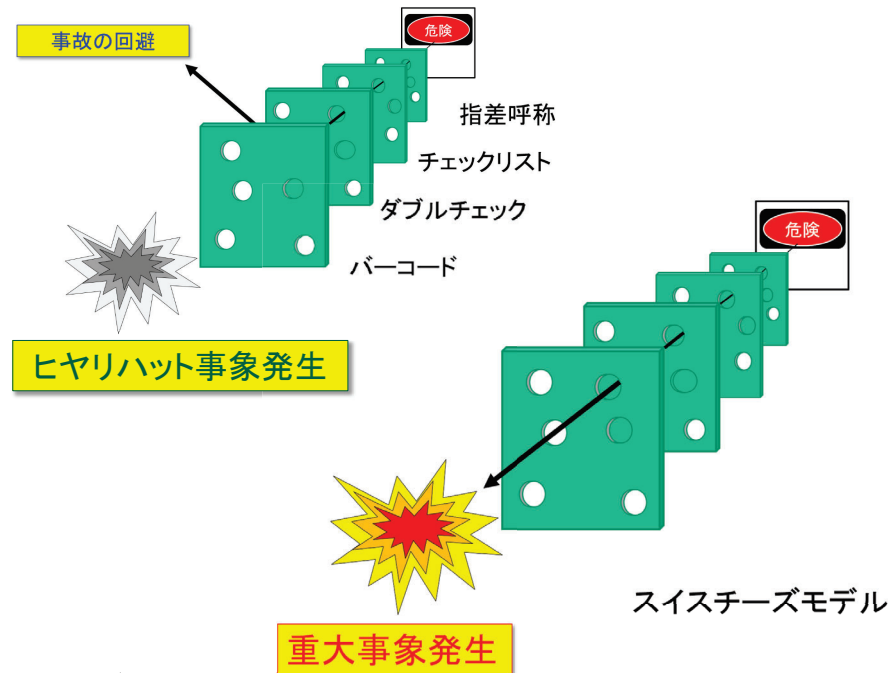 事故の回避
危険
指差呼称
チェックリスト
ダブルチェック
バーコード
ヒヤリハット事象発生
危険
スイスチーズモデル
重大事象発生